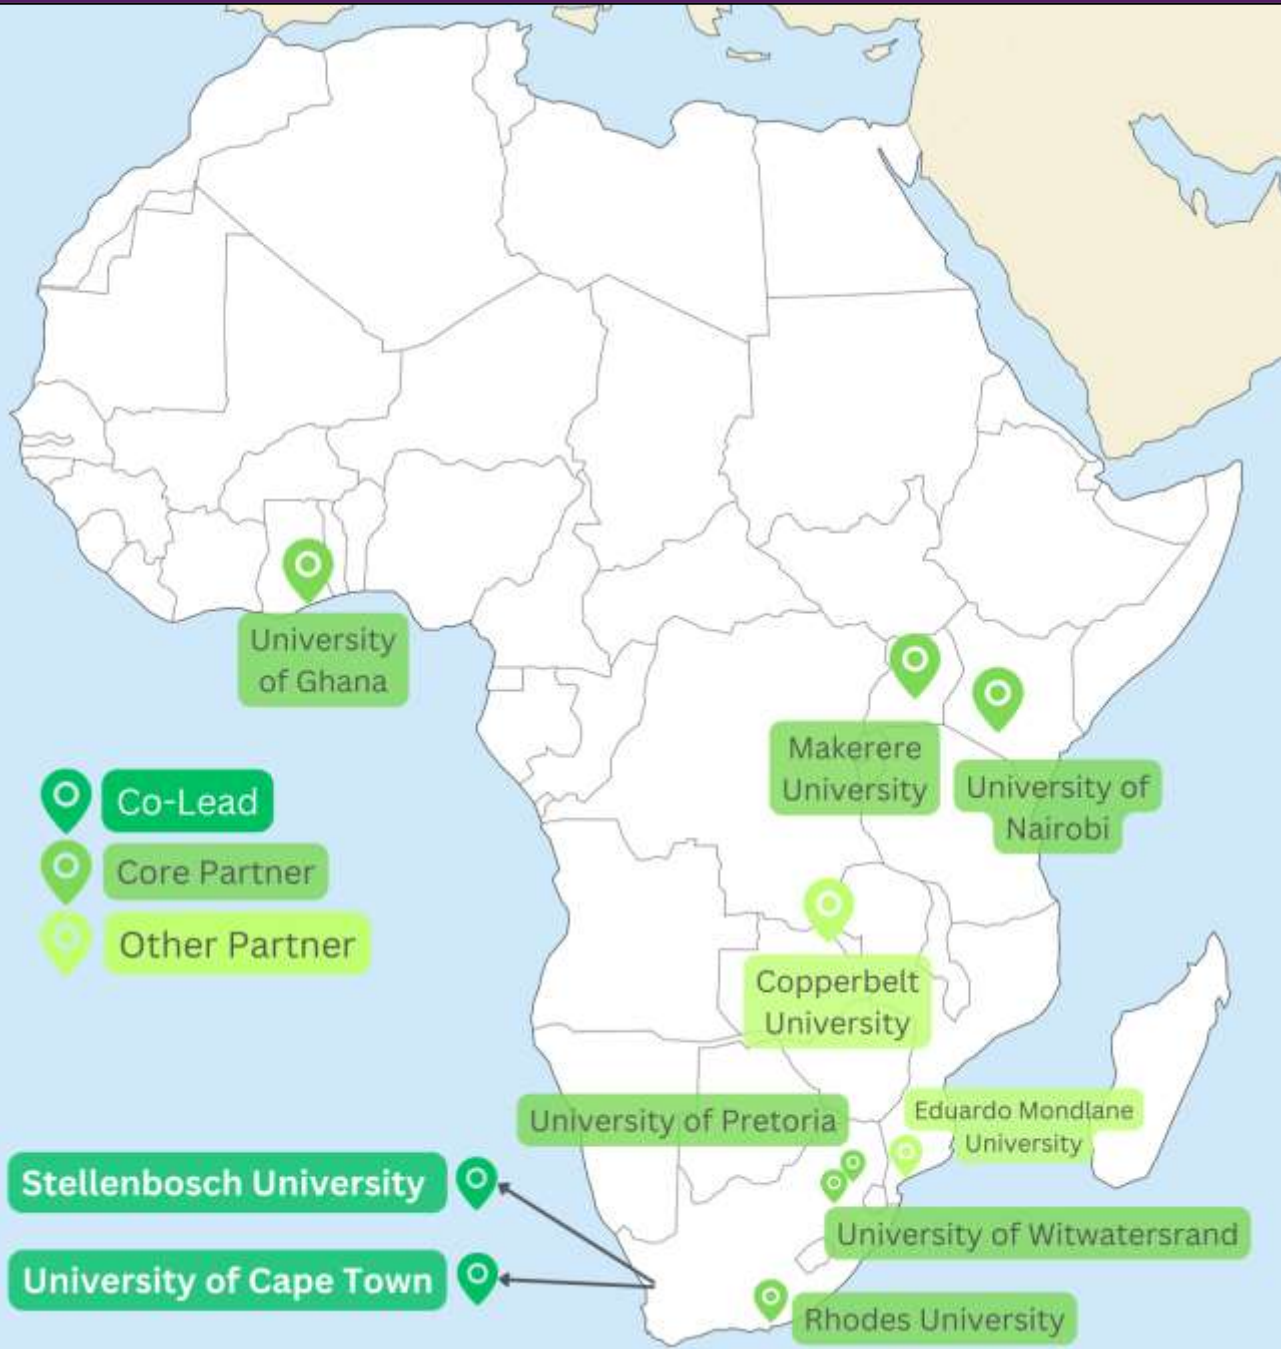 University
of Ghana
Makerere
University
University of
Nairobi
Co-Lead
Core Partner
Other Partner
Copperbelt
University
University of Pretoria
Eduardo Mondlane
University
Stellenbosch University
University of Witwatersrand
University of Cape Town
Rhodes University